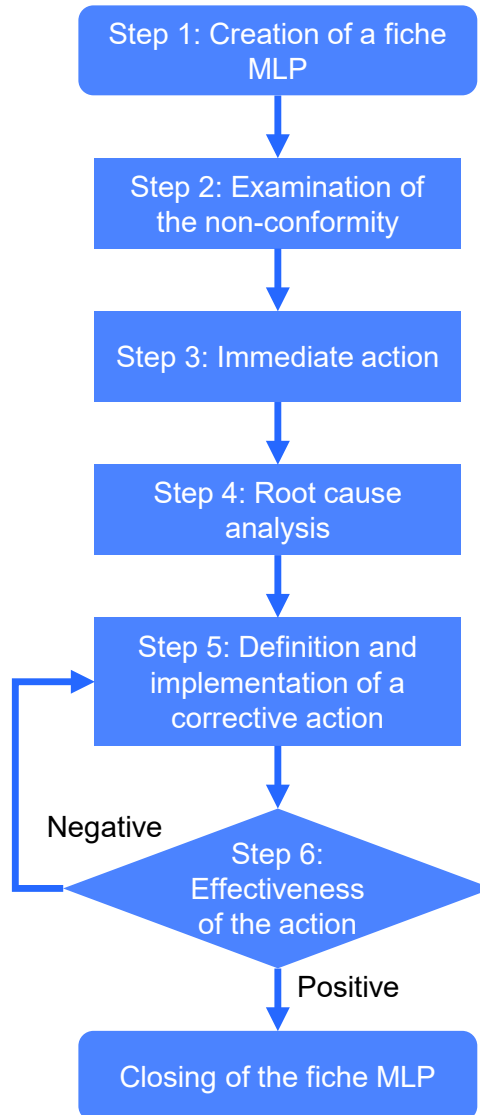 Step 1: Creation of a fiche
MLP
Step 2: Examination of
the non-conformity
Step 3: Immediate action
Step 4: Root cause
analysis
Step 5: Definition and
implementation of a
corrective action
Negative
Step 6:
Effectiveness
of the action
Positive
Closing of the fiche MLP